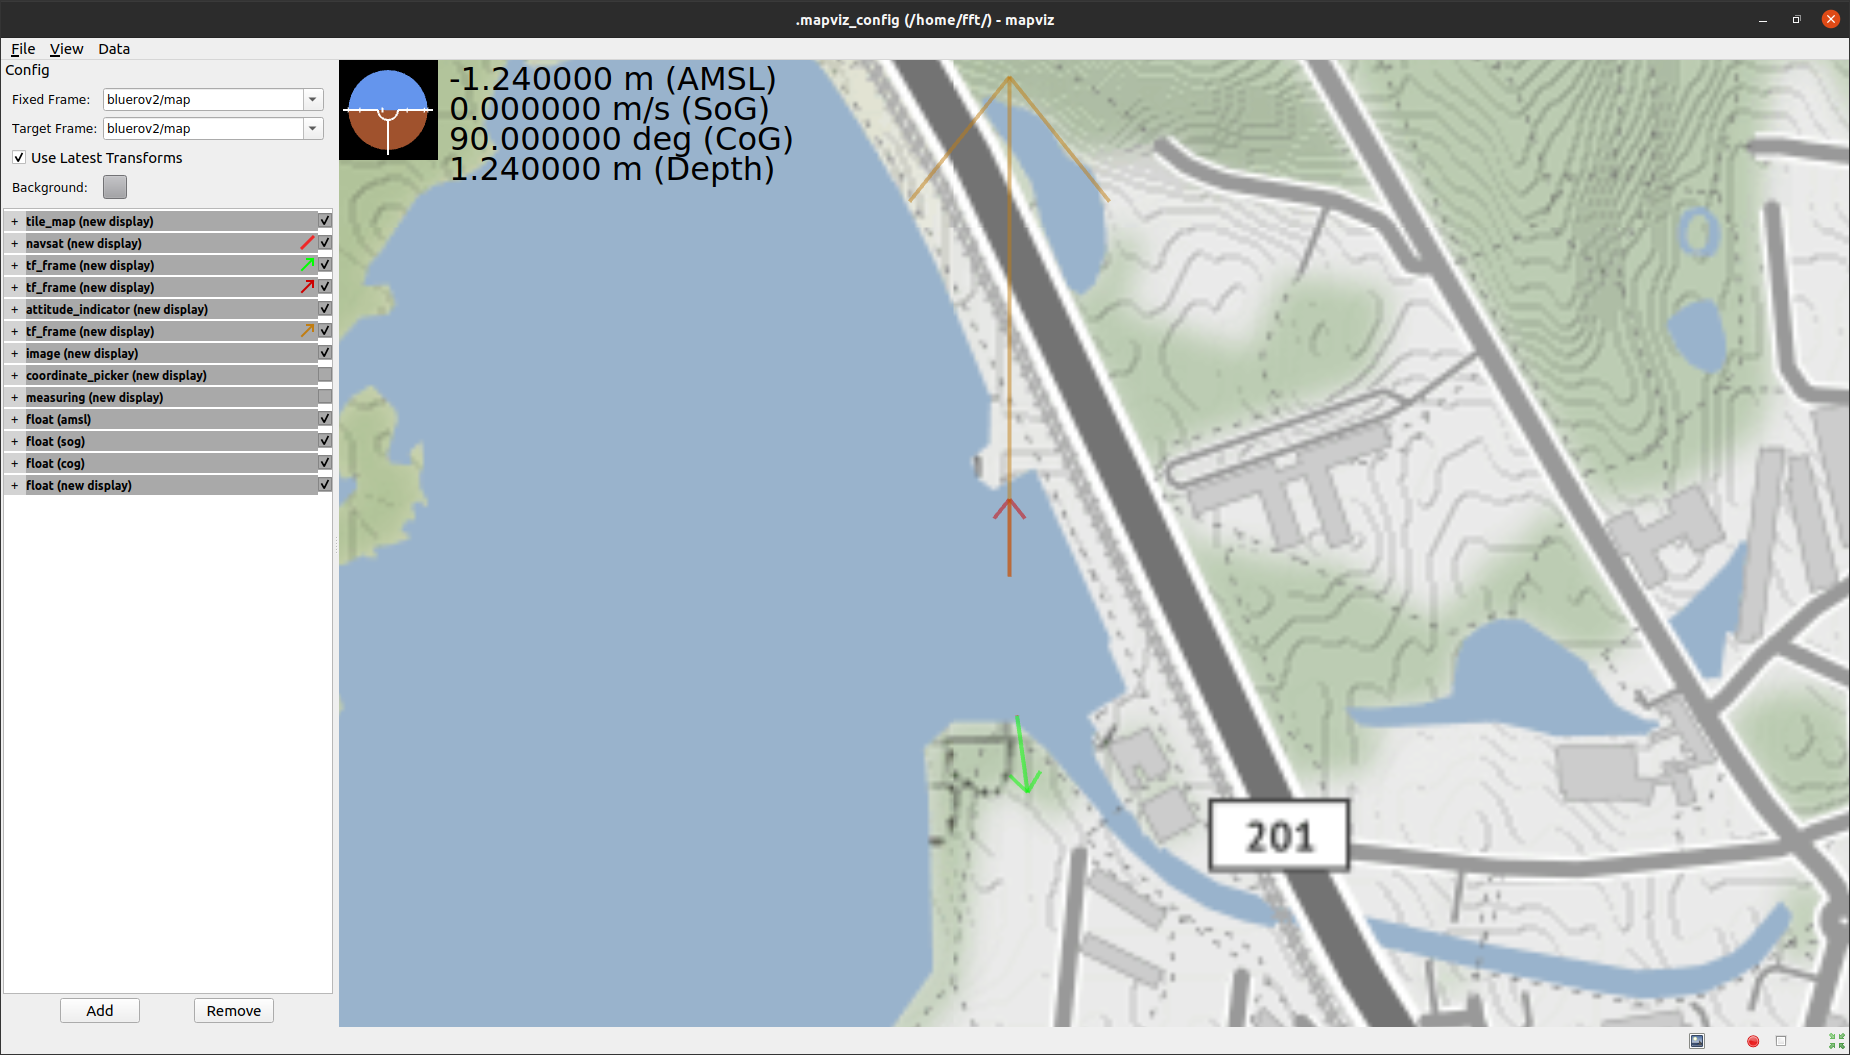 .mapviz_config (/home/fft/) - mapviz
File View Data
Config
Fixed Frame: bluerov2/map
Target Frame: bluerov2/map
Use Latest Transforms
Background:
+ tile_map (new display)
+ navsat (new display)
+ tf_frame (new display)
+ tf_frame (new display)
+ attitude_indicator (new display)
+ tf_frame (new display)
+ image (new display)
+ coordinate_picker (new display)
+ measuring (new display)
+ float (amsl)
+ float (sog)
+ float (cog)
+ float (new display)
Add Remove
-1.240000 m (AMSL)
0.000000 m/s (SoG)
90.000000 deg (CoG)
1.240000 m (Depth)
201